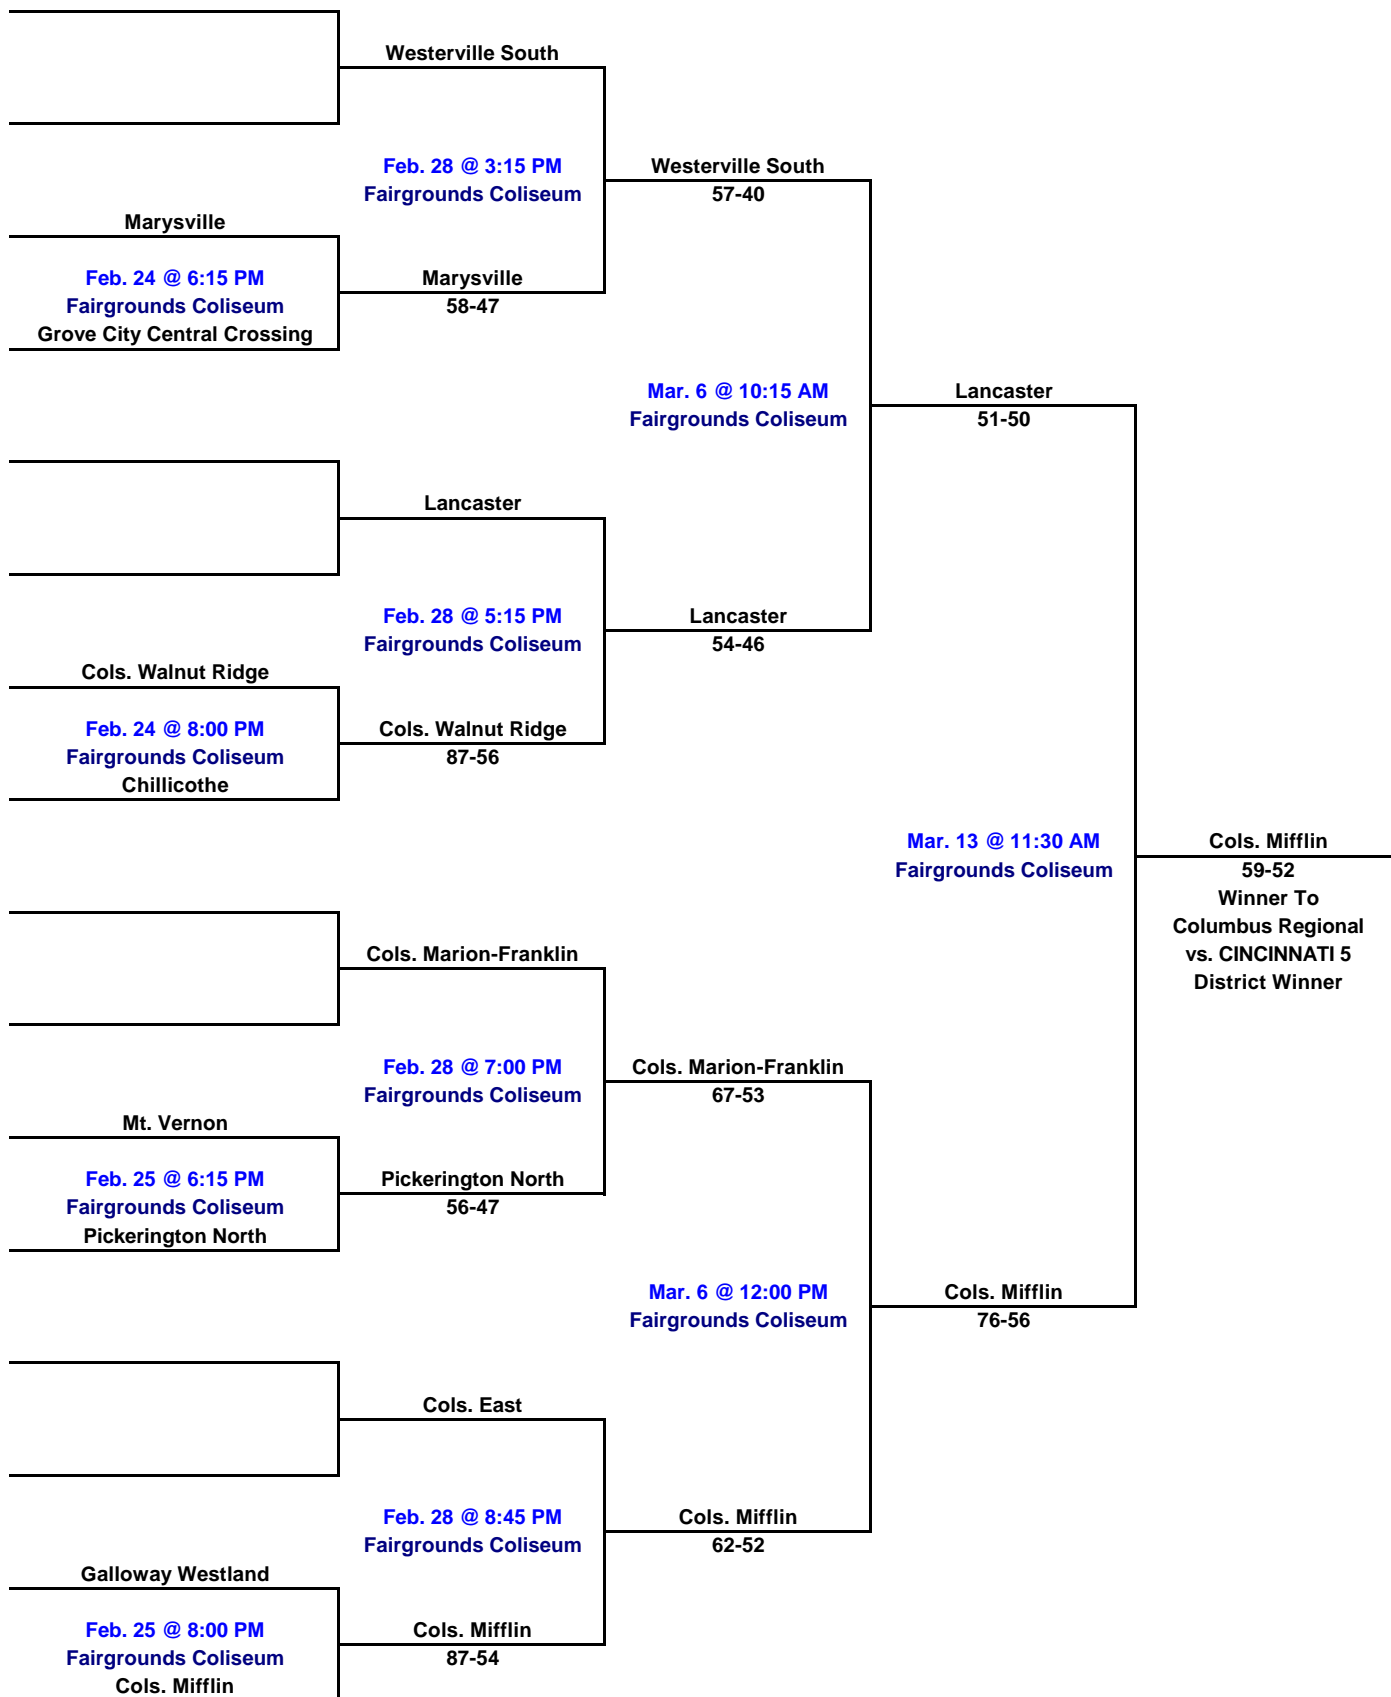 Westerville South
Feb. 28 @ 3:15 PM
Fairgrounds Coliseum
Westerville South
57-40
Marysville
Feb. 24 @ 6:15 PM
Fairgrounds Coliseum
Grove City Central Crossing
Marysville
58-47
Mar. 6 @ 10:15 AM
Fairgrounds Coliseum
Lancaster
51-50
Lancaster
Feb. 28 @ 5:15 PM
Fairgrounds Coliseum
Lancaster
54-46
Cols. Walnut Ridge
Feb. 24 @ 8:00 PM
Fairgrounds Coliseum
Chillicothe
Cols. Walnut Ridge
87-56
Mar. 13 @ 11:30 AM
Fairgrounds Coliseum
Cols. Mifflin
59-52
Winner To
Columbus Regional
vs. CINCINNATI 5
District Winner
Cols. Marion-Franklin
Feb. 28 @ 7:00 PM
Fairgrounds Coliseum
Cols. Marion-Franklin
67-53
Mt. Vernon
Feb. 25 @ 6:15 PM
Fairgrounds Coliseum
Pickerington North
Pickerington North
56-47
Mar. 6 @ 12:00 PM
Fairgrounds Coliseum
Cols. Mifflin
76-56
Cols. East
Feb. 28 @ 8:45 PM
Fairgrounds Coliseum
Cols. Mifflin
62-52
Galloway Westland
Feb. 25 @ 8:00 PM
Fairgrounds Coliseum
Cols. Mifflin
Cols. Mifflin
87-54